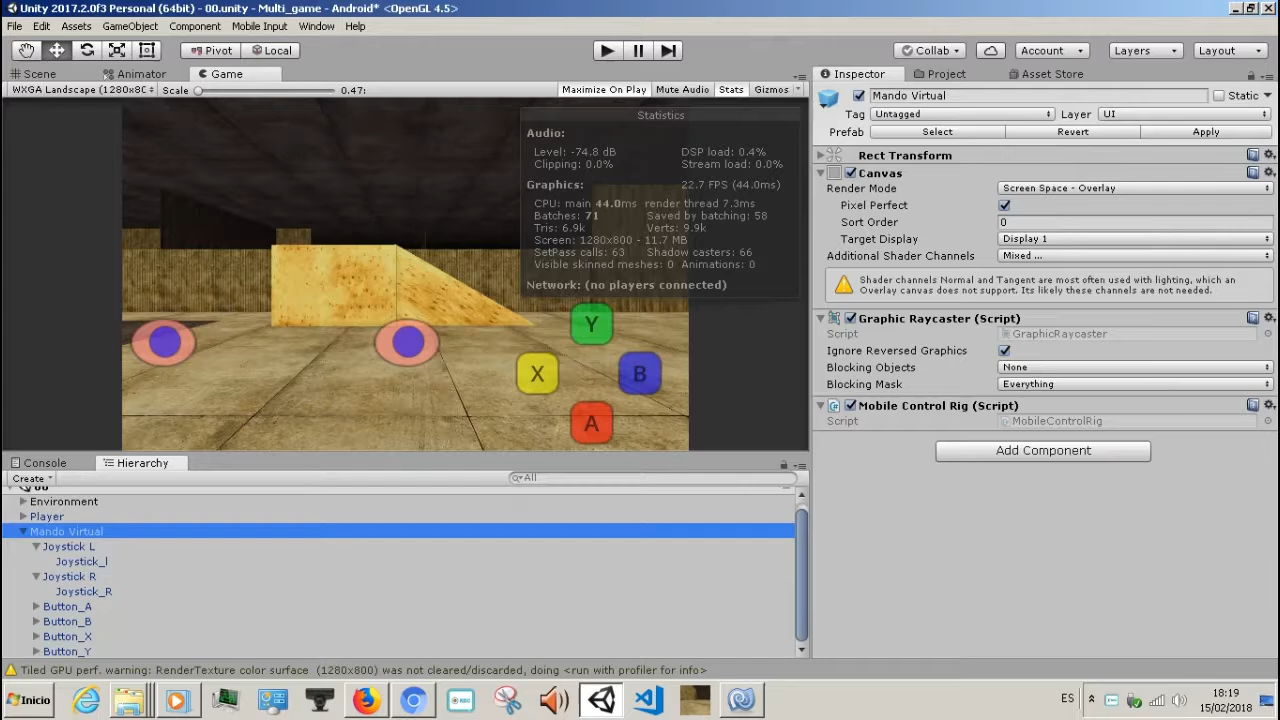 Unity 2017.2.0f3 Personal (64bit) - 00.unity - Multi_game - Android* <OpenGL 4.5>
File Edit Assets GameObject Component Mobile Input Window Help
Pivot Local Collab Account Layers Layout
Scene Animator Game Inspector Project Asset Store
WXGA Landscape (1280x8C Scale 0.47: Maximize On Play Mute Audio Stats Gizmos
Mando Virtual Static
Tag Untagged Layer UI
Prefab Select Revert Apply
Statistics
Audio:
Level: -74.8 dB DSP load: 0.4%
Clipping: 0.0% Stream load: 0.0%
Graphics: 22.7 FPS (44.0ms)
CPU: main 44.0ms render thread 7.3ms
Batches: 71 Saved by batching: 58
Tris: 6.9k Verts: 9.9k
Screen: 1280x800 - 11.7 MB
SetPass calls: 63 Shadow casters: 66
Visible skinned meshes: 0 Animations: 0
Network: (no players connected)
Y
X
B
A
Rect Transform
Canvas
Render Mode Screen Space - Overlay
Pixel Perfect
Sort Order 0
Target Display Display 1
Additional Shader Channels Mixed ...
Shader channels Normal and Tangent are most often used with lighting, which an
Overlay canvas does not support. Its likely these channels are not needed.
Graphic Raycaster (Script)
Script GraphicRaycaster
Ignore Reversed Graphics
Blocking Objects None
Blocking Mask Everything
Mobile Control Rig (Script)
Script MobileControlRig
Add Component
Console Hierarchy
Create All
Environment
Player
Mando Virtual
Joystick L
Joystick_l
Joystick R
Joystick_R
Button_A
Button_B
Button_X
Button_Y
Tiled GPU perf. warning: RenderTexture color surface (1280x800) was not cleared/discarded, doing <run with profiler for info>
Inicio ES 18:19
15/02/2018